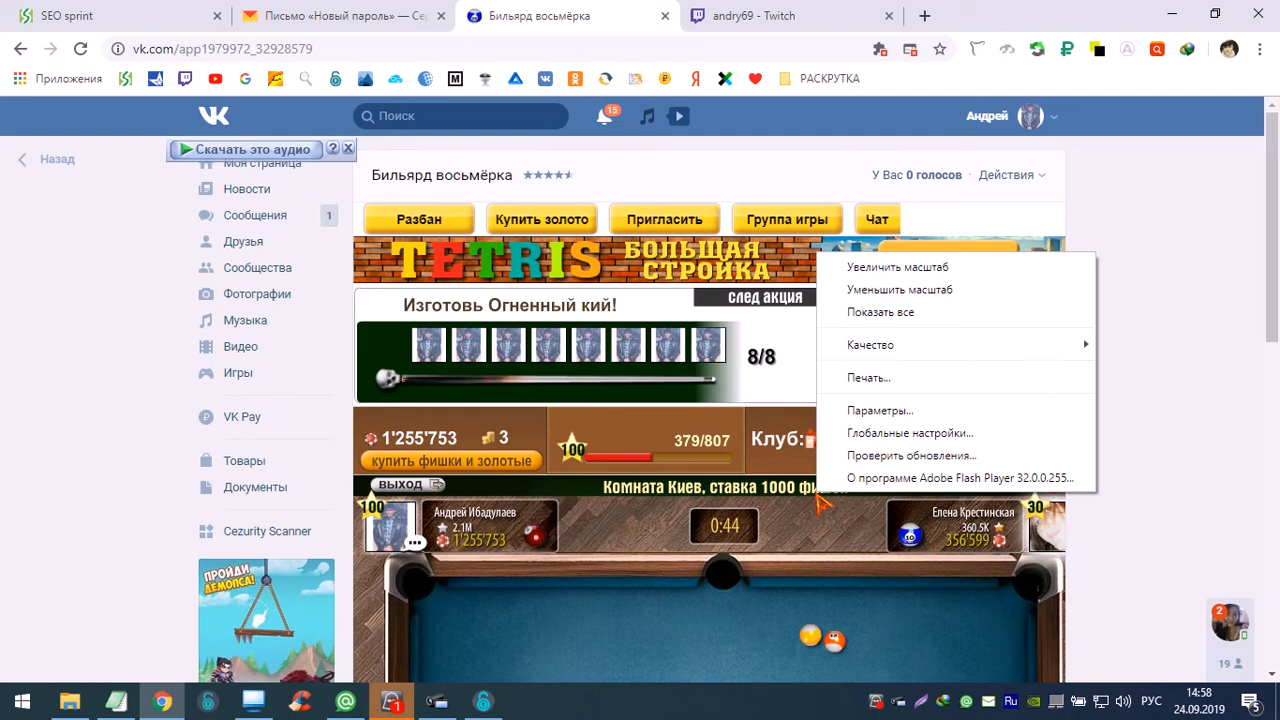 SEO sprint
Письмо «Новый пароль» — Сер
Бильярд восьмёрка
andry69 - Twitch
vk.com/app1979972_32928579
Приложения
РАСКРУТКА
Поиск
15
Андрей
Назад
Скачать это аудио
?
Моя страница
Новости
Сообщения
1
Друзья
Сообщества
Фотографии
Музыка
Видео
Игры
VK Pay
Товары
Документы
Cezurity Scanner
ПРОЙДИ
ДЕМОПСА!
Бильярд восьмёрка
У Вас 0 голосов
Действия
Разбан
Купить золото
Пригласить
Группа игры
Чат
TETRIS
БОЛЬШАЯ
СТРОЙКА
Изготовь Огненный кий!
след акция
8/8
1'255'753
3
купить фишки и золотые
100
379/807
Клуб:
выход
Комната Киев, ставка 1000 фишек
100
Андрей Ибадулаев
2.1M
1'255'753
0:44
10
Елена Крестинская
360.5K
356'599
30
Увеличить масштаб
Уменьшить масштаб
Показать все
Качество
Печать...
Параметры...
Глобальные настройки...
Проверить обновления...
О программе Adobe Flash Player 32.0.0.255...
2
19
1
Ru
РУС
14:58
24.09.2019
5